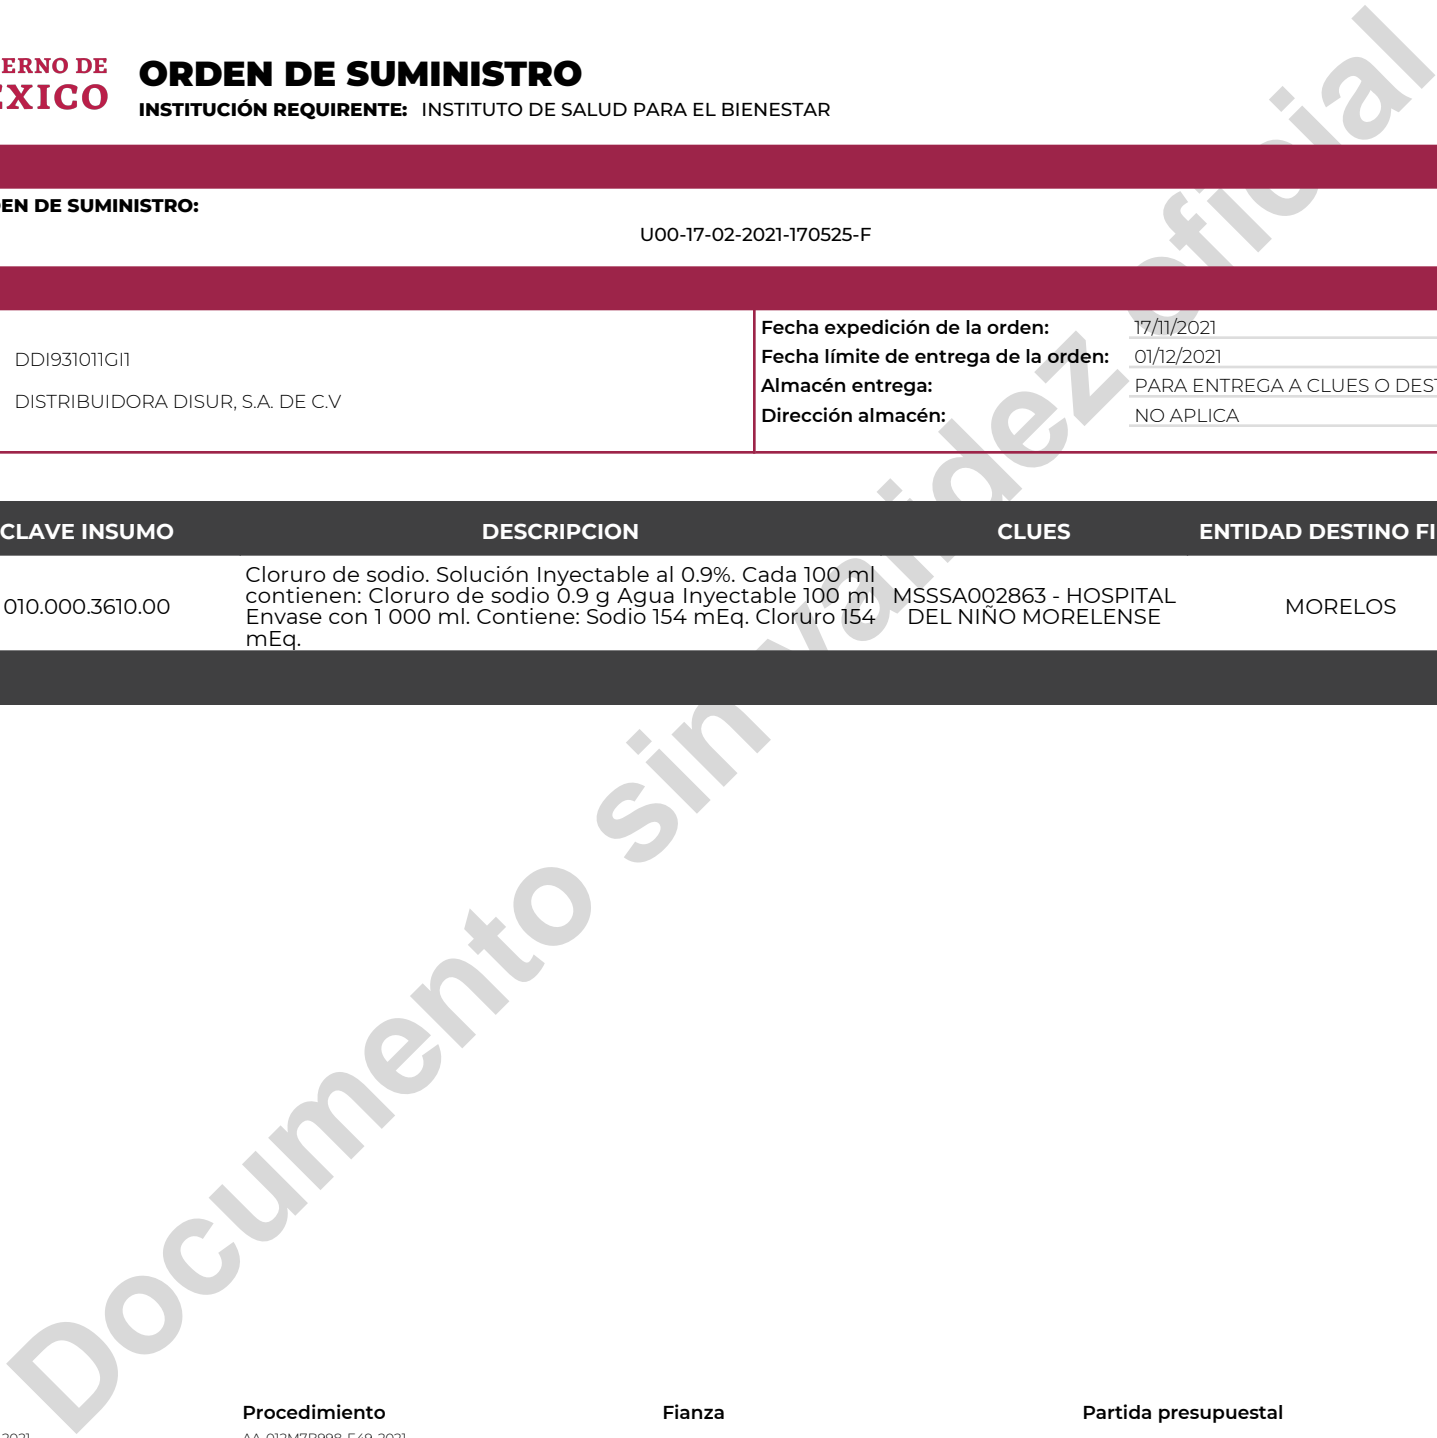 ERNO DE
EXICO
ORDEN DE SUMINISTRO
INSTITUCIÓN REQUIRENTE: INSTITUTO DE SALUD PARA EL BIENESTAR
EN DE SUMINISTRO:
U00-17-02-2021-170525-F
DDI931011GI1
DISTRIBUIDORA DISUR, S.A. DE C.V
Fecha expedición de la orden: 17/11/2021
Fecha límite de entrega de la orden: 01/12/2021
Almacén entrega: PARA ENTREGA A CLUES O DEST
Dirección almacén: NO APLICA
CLAVE INSUMO DESCRIPCION CLUES ENTIDAD DESTINO FI
010.000.3610.00
Cloruro de sodio. Solución Inyectable al 0.9%. Cada 100 ml
contienen: Cloruro de sodio 0.9 g Agua Inyectable 100 ml
Envase con 1 000 ml. Contiene: Sodio 154 mEq. Cloruro 154
mEq.
MSSSA002863 - HOSPITAL
DEL NIÑO MORELENSE
MORELOS
Documento sin validez oficial
Procedimiento Fianza Partida presupuestal